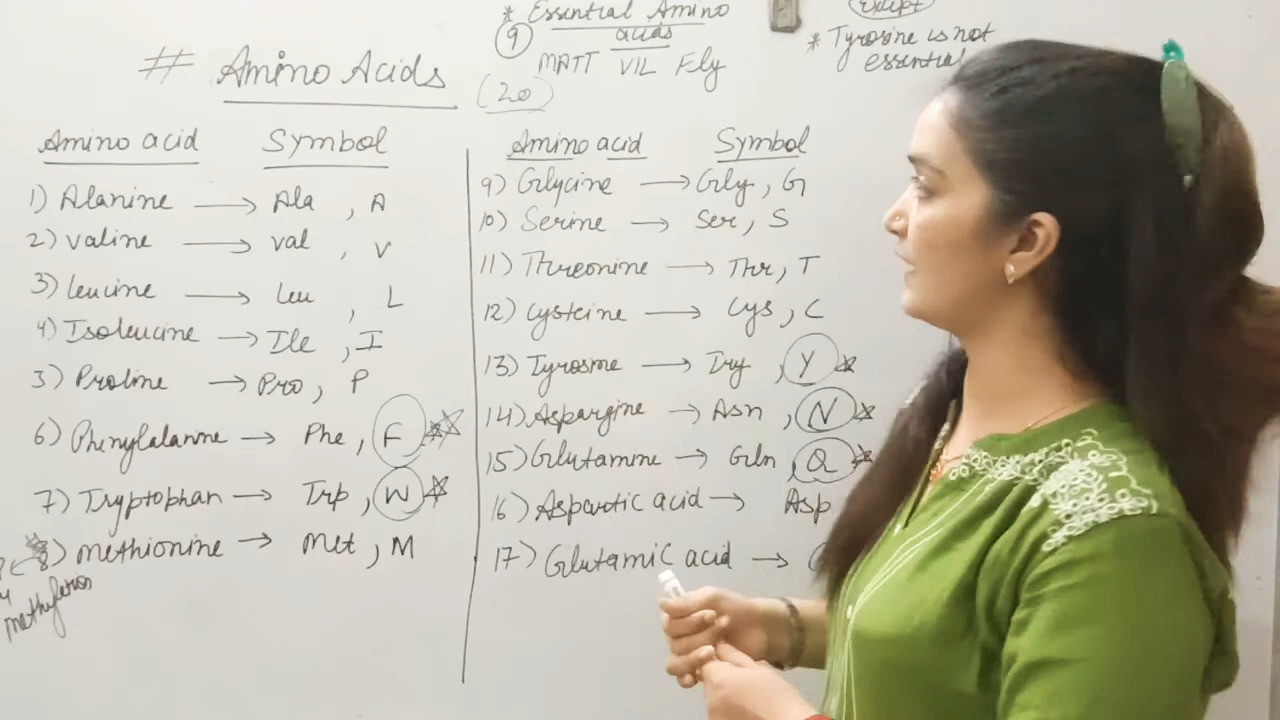 * Essential Amino
9 acids
MATT VIL Fly
Except
* Tyrosine is not
essential
# Amino Acids
(20)
Amino acid Symbol
1) Alanine → Ala, A
2) Valine → val, V
3) Leucine → Leu, L
4) Isoleucine → Ile, I
3) Proline → Pro, P
6) Phenylalanine → Phe, F
7) Tryptophan → Trp, W
8) Methionine → Met, M
Methylation
Amino acid Symbol
9) Glycine → Gly, G
10) Serine → Ser, S
11) Threonine → Thr, T
12) Cysteine → Cys, C
13) Tyrosine → Try, Y *
14) Aspargine → Asn, N *
15) Glutamine → Gln, Q *
16) Aspartic acid → Asp
17) Glutamic acid →